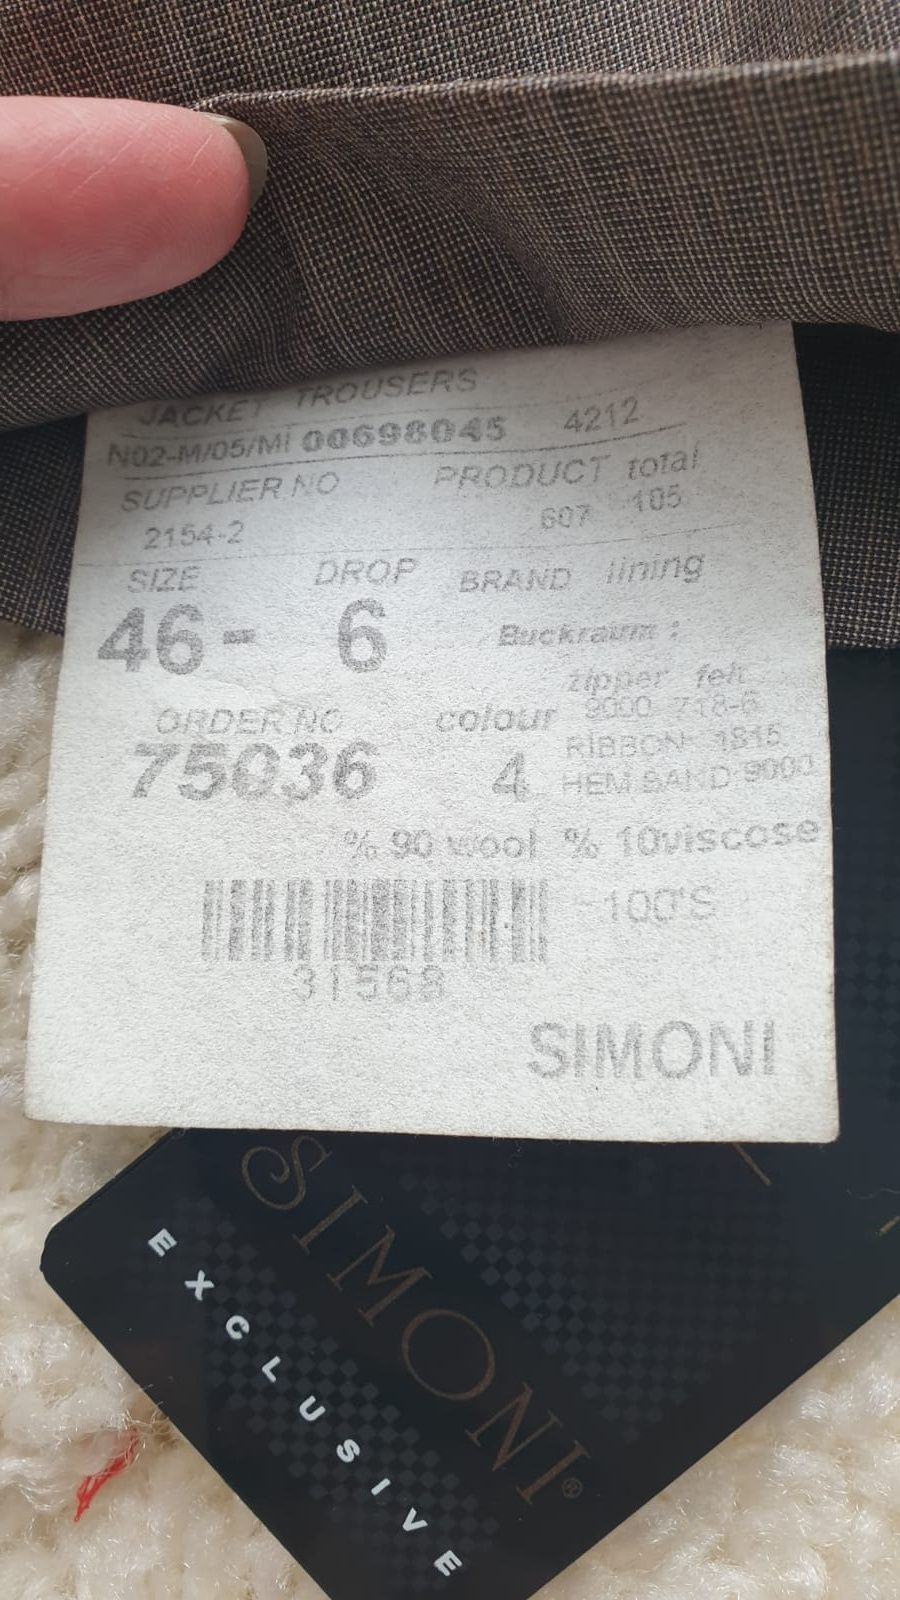 JACKET TROUSERS
N02-M/05/MI 00698045 4212
SUPPLIER NO PRODUCT total
2154-2 607 105
SIZE DROP BRAND lining
46- 6 Buckraum :
zipper felt
ORDER NO colour 9000 718-6
RIBBON 1815
75036 4 HEM BAND 9000
% 90 wool % 10viscose
-100'S
31568
SIMONI
SIMONI®
EXCLUSIVE